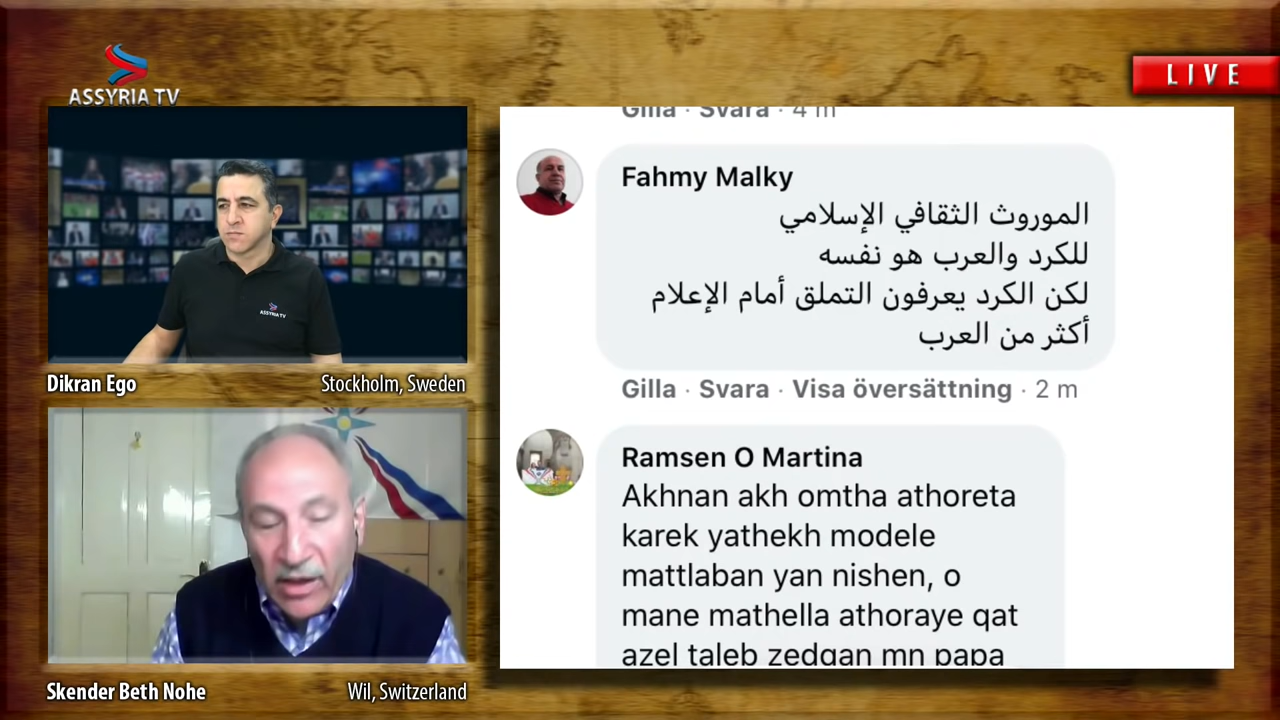 ASSYRIA TV
LIVE
ASSYRIA TV
Dikran Ego
Stockholm, Sweden
Skender Beth Nohe
Wil, Switzerland
Gilla · Svara · 4 m
Fahmy Malky
الموروث الثقافي الإسلامي
للكرد والعرب هو نفسه
لكن الكرد يعرفون التملق أمام الإعلام
أكثر من العرب
Gilla · Svara · Visa översättning · 2 m
Ramsen O Martina
Akhnan akh omtha athoreta
karek yathekh modele
mattlaban yan nishen, o
mane mathella athoraye qat
azel taleb zedqan mn papa